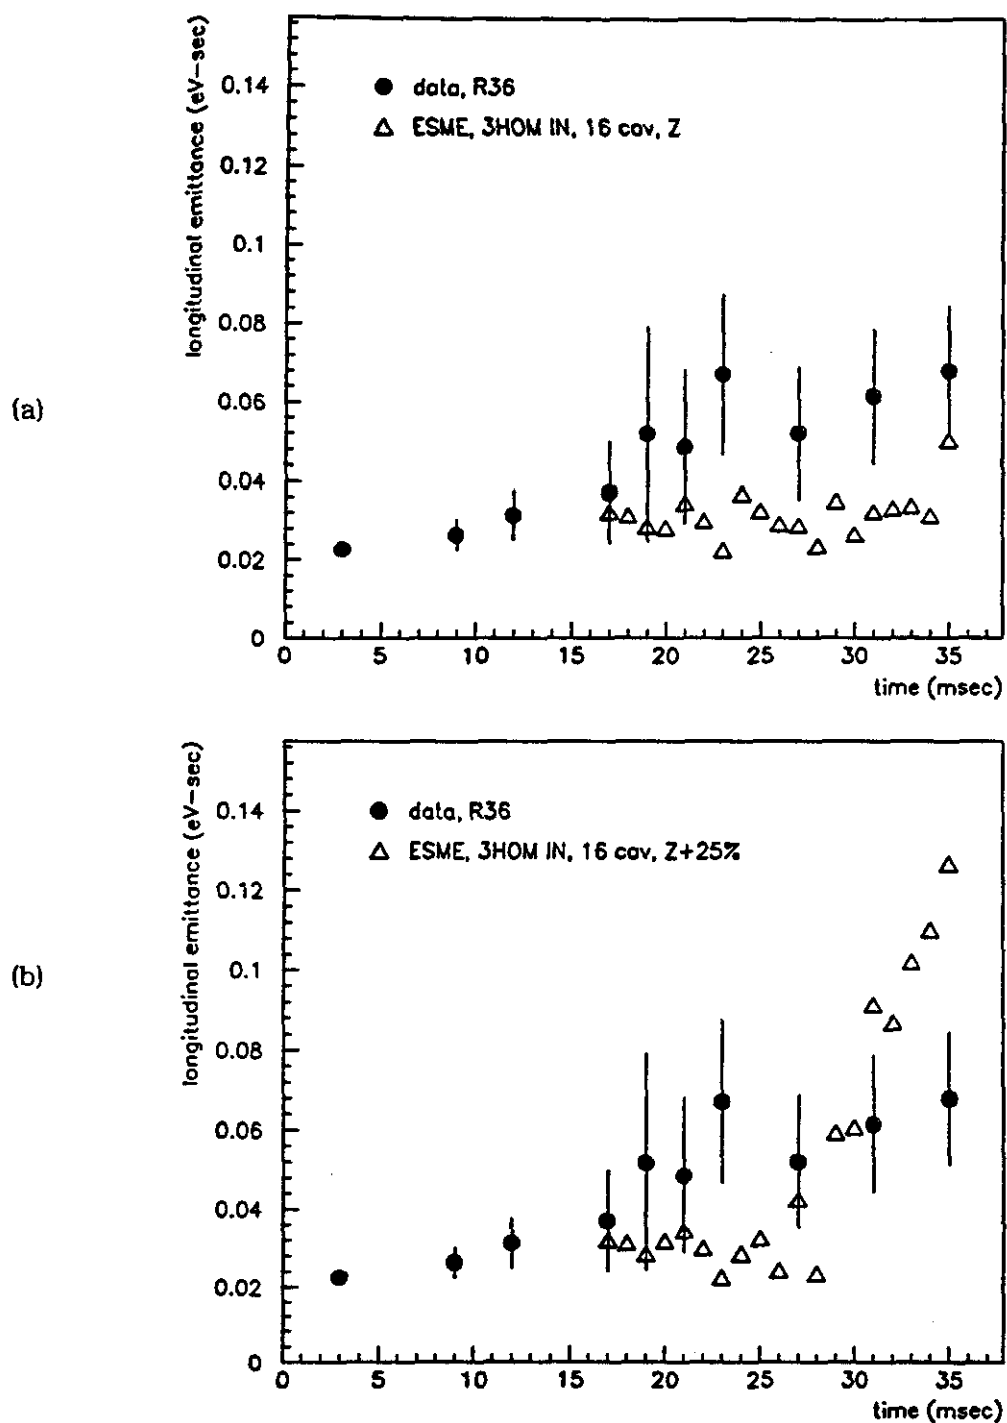 (a)
longitudinal emittance (eV-sec)
0.14
0.12
0.1
0.08
0.06
0.04
0.02
0
data, R36
ESME, 3HOM IN, 16 cav, Z
0 5 10 15 20 25 30 35
time (msec)
(b)
longitudinal emittance (eV-sec)
0.14
0.12
0.1
0.08
0.06
0.04
0.02
0
data, R36
ESME, 3HOM IN, 16 cav, Z+25%
0 5 10 15 20 25 30 35
time (msec)